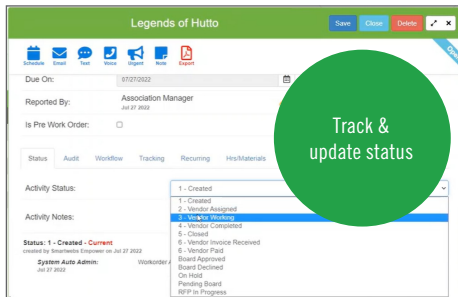 Legends of Hutto
Save Close Delete
Schedule Email Text Voice Urgent Note Export
Open
Due On: 07/27/2022
Reported By: Association Manager
Jul 27 2022
Is Pre Work Order:
Track &
update status
Status Audit Workflow Tracking Recurring Hrs/Materials
Activity Status: 1 - Created
1 - Created
2 - Vendor Assigned
3 - Vendor Working
Activity Notes:
4 - Vendor Completed
5 - Closed
6 - Vendor Invoice Received
6 - Vendor Paid
Status: 1 - Created - Current
created by Smartwebs Empower on Jul 27 2022
Board Approved
Board Declined
System Auto Admin: Workorder
On Hold
Jul 27 2022
Pending Board
RFP In Progress